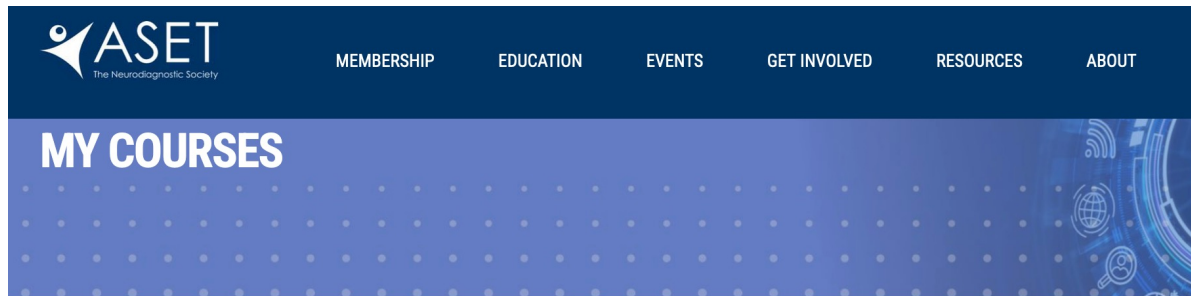 ASET
The Neurodiagnostic Society
MEMBERSHIP EDUCATION EVENTS GET INVOLVED RESOURCES ABOUT
MY COURSES